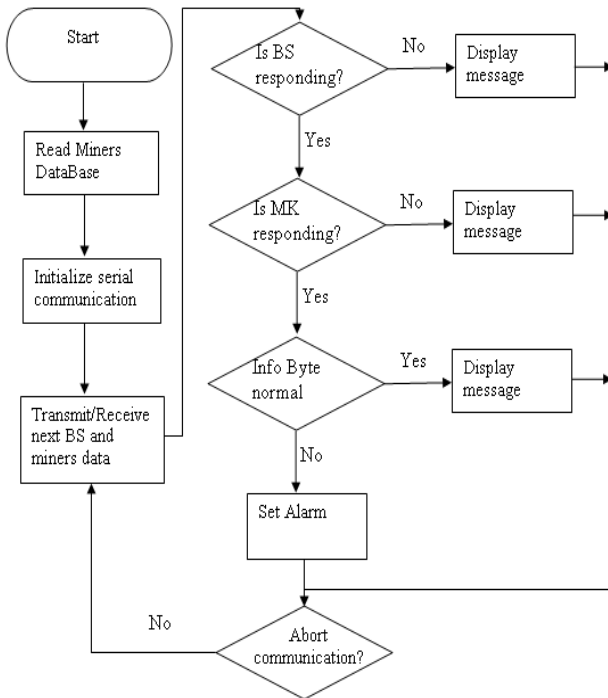 Start
Read Miners
DataBase
Initialize serial
communication
Transmit/Receive
next BS and
miners data
Is BS
responding?
No
Display
message
Yes
Is MK
responding?
No
Display
message
Yes
Info Byte
normal
Yes
Display
message
No
Set Alarm
Abort
communication?
No